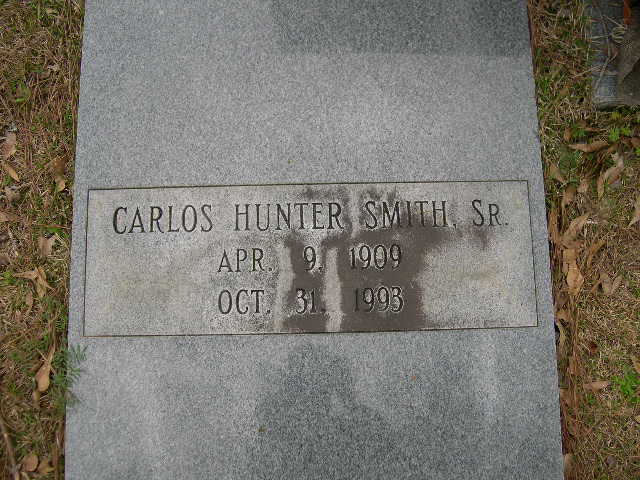 CARLOS HUNTER SMITH, SR.
APR. 9, 1909
OCT. 31, 1993